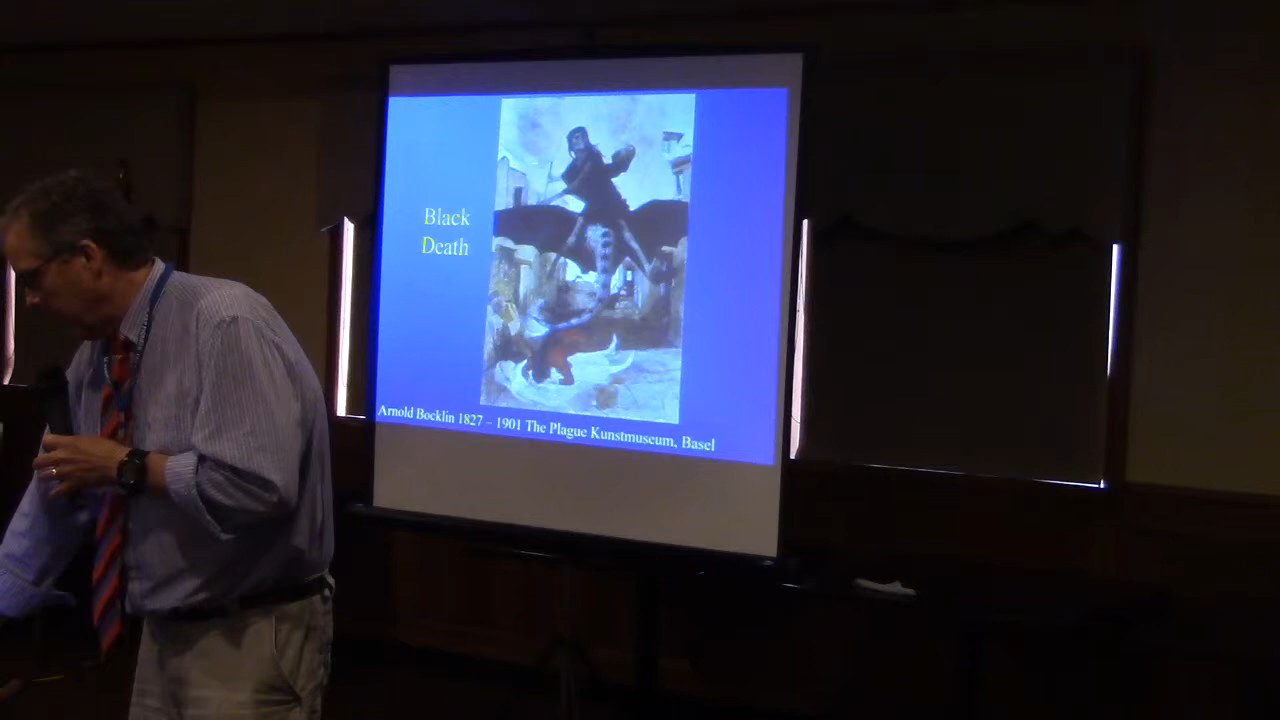 Black
Death
Arnold Bocklin 1827 – 1901 The Plague Kunstmuseum, Basel